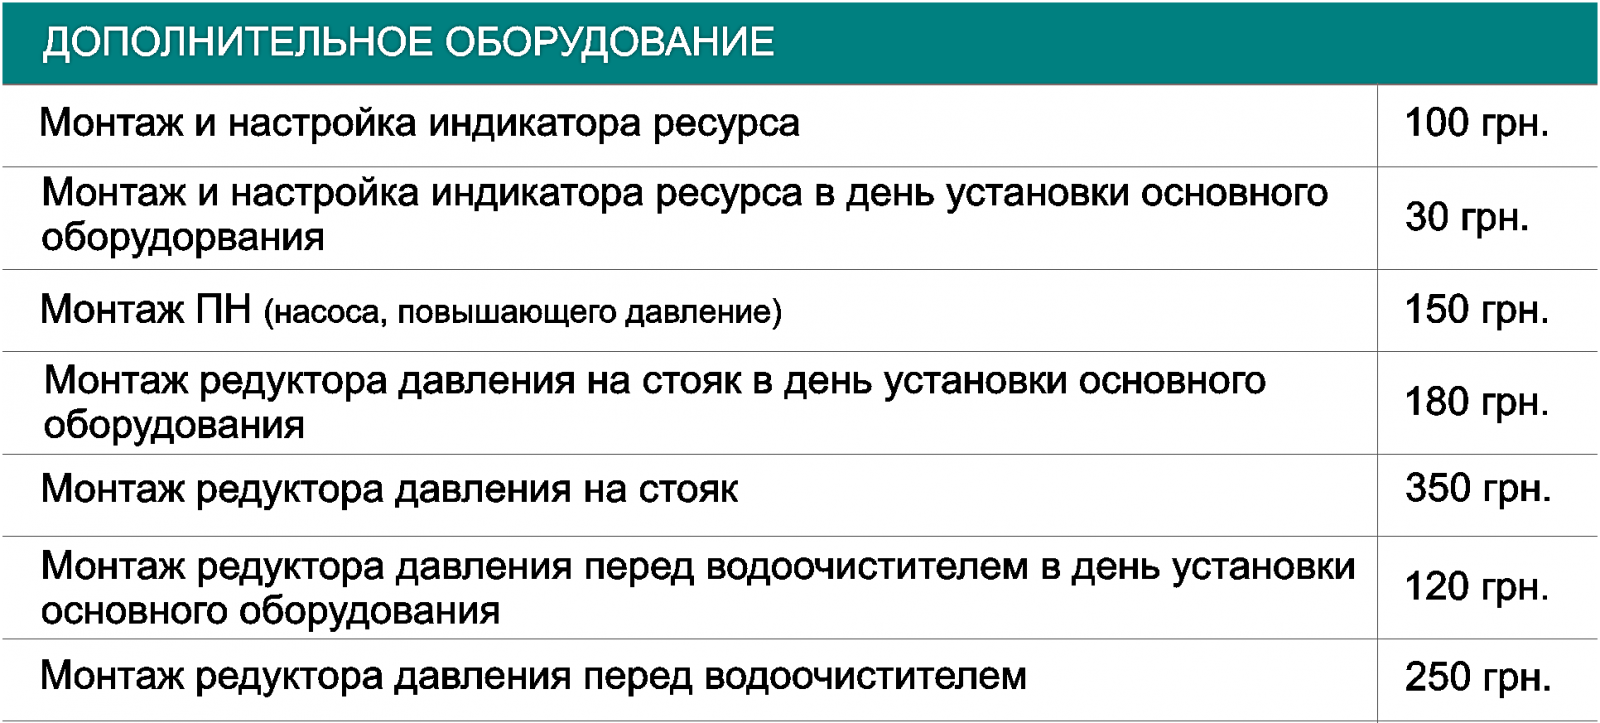 ДОПОЛНИТЕЛЬНОЕ ОБОРУДОВАНИЕ
Монтаж и настройка индикатора ресурса 100 грн.
Монтаж и настройка индикатора ресурса в день установки основного
оборудорвания 30 грн.
Монтаж ПН (насоса, повышающего давление) 150 грн.
Монтаж редуктора давления на стояк в день установки основного
оборудования 180 грн.
Монтаж редуктора давления на стояк 350 грн.
Монтаж редуктора давления перед водоочистителем в день установки
основного оборудования 120 грн.
Монтаж редуктора давления перед водоочистителем 250 грн.